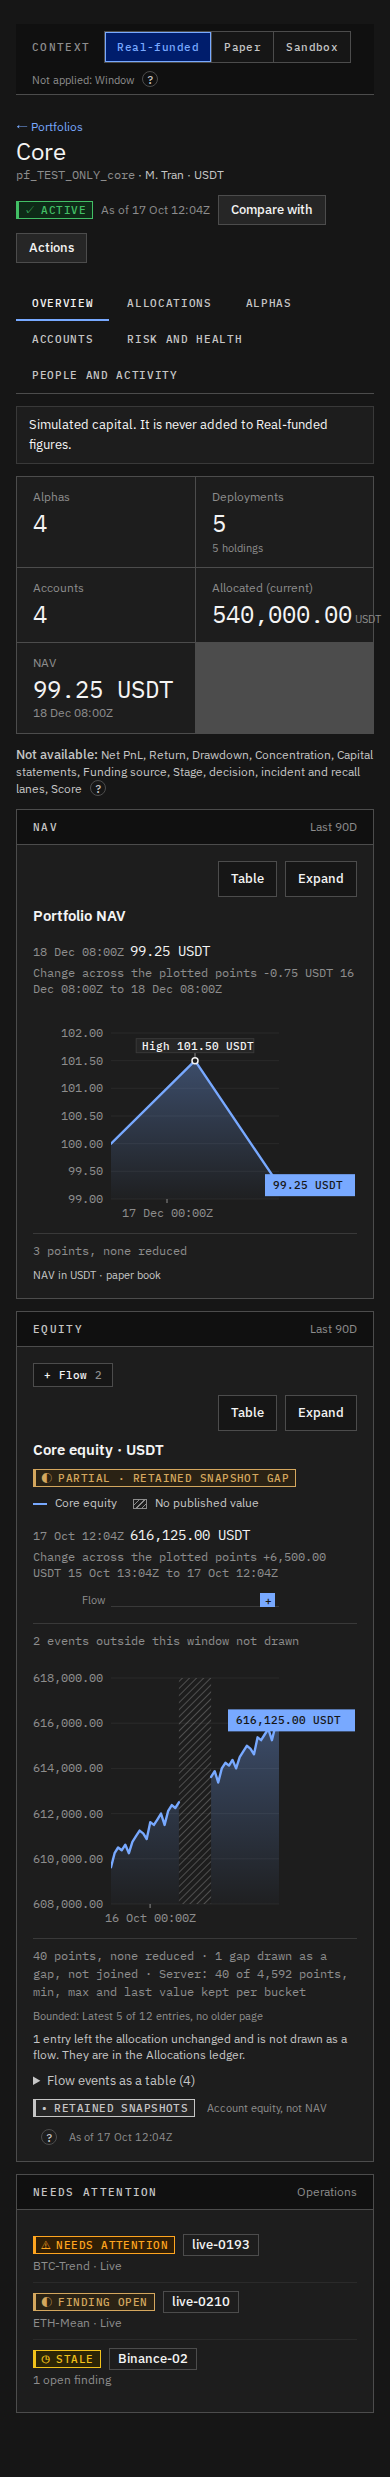 CONTEXT Real-funded Paper Sandbox
Not applied: Window ?
← Portfolios
Core
pf_TEST_ONLY_core · M. Tran · USDT
✓ ACTIVE As of 17 Oct 12:04Z Compare with
Actions
OVERVIEW ALLOCATIONS ALPHAS
ACCOUNTS RISK AND HEALTH
PEOPLE AND ACTIVITY
Simulated capital. It is never added to Real-funded
figures.
Alphas
4
Deployments
5
5 holdings
Accounts
4
Allocated (current)
540,000.00 USDT
NAV
99.25 USDT
18 Dec 08:00Z
Not available: Net PnL, Return, Drawdown, Concentration, Capital
statements, Funding source, Stage, decision, incident and recall
lanes, Score ?
NAV Last 90D
Table Expand
Portfolio NAV
18 Dec 08:00Z 99.25 USDT
Change across the plotted points -0.75 USDT 16
Dec 08:00Z to 18 Dec 08:00Z
102.00
High 101.50 USDT
101.50
101.00
100.50
100.00
99.50
99.25 USDT
99.00
17 Dec 00:00Z
3 points, none reduced
NAV in USDT · paper book
EQUITY Last 90D
+ Flow 2
Table Expand
Core equity · USDT
PARTIAL · RETAINED SNAPSHOT GAP
Core equity No published value
17 Oct 12:04Z 616,125.00 USDT
Change across the plotted points +6,500.00
USDT 15 Oct 13:04Z to 17 Oct 12:04Z
Flow +
2 events outside this window not drawn
618,000.00
616,000.00 616,125.00 USDT
614,000.00
612,000.00
610,000.00
608,000.00
16 Oct 00:00Z
40 points, none reduced · 1 gap drawn as a
gap, not joined · Server: 40 of 4,592 points,
min, max and last value kept per bucket
Bounded: Latest 5 of 12 entries, no older page
1 entry left the allocation unchanged and is not drawn as a
flow. They are in the Allocations ledger.
▶ Flow events as a table (4)
• RETAINED SNAPSHOTS Account equity, not NAV
? As of 17 Oct 12:04Z
NEEDS ATTENTION Operations
⚠ NEEDS ATTENTION live-0193
BTC-Trend · Live
FINDING OPEN live-0210
ETH-Mean · Live
STALE Binance-02
1 open finding